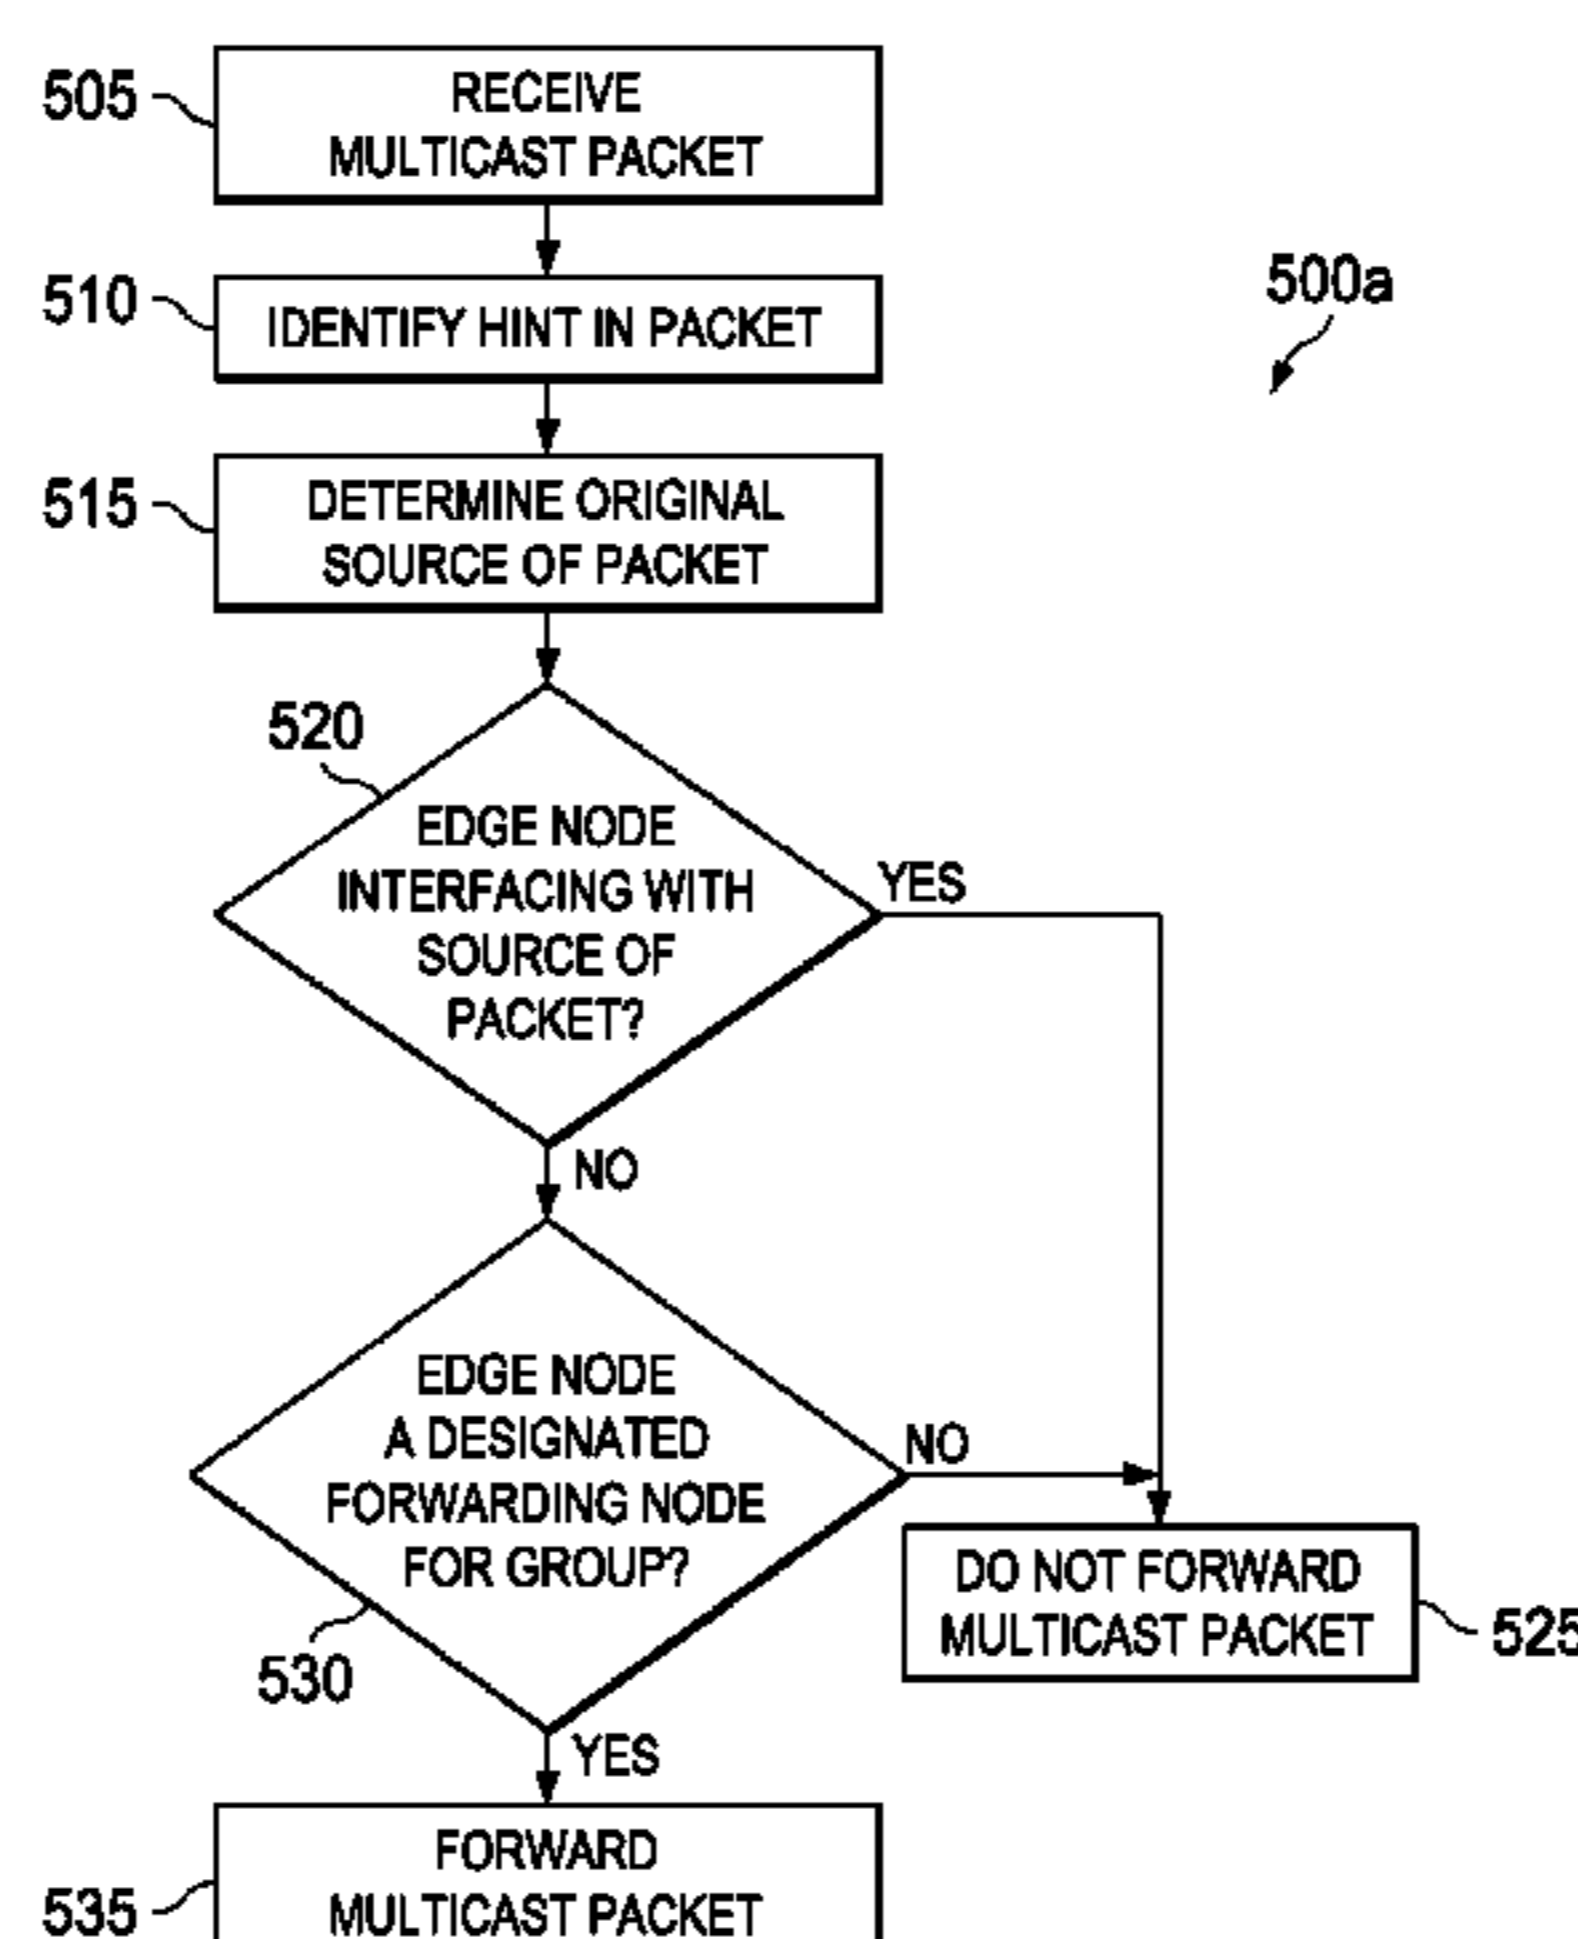 505
RECEIVE
MULTICAST PACKET
510
IDENTIFY HINT IN PACKET
500a
515
DETERMINE ORIGINAL
SOURCE OF PACKET
520
EDGE NODE
INTERFACING WITH
SOURCE OF
PACKET?
YES
NO
EDGE NODE
A DESIGNATED
FORWARDING NODE
FOR GROUP?
NO
530
DO NOT FORWARD
MULTICAST PACKET
525
YES
535
FORWARD
MULTICAST PACKET